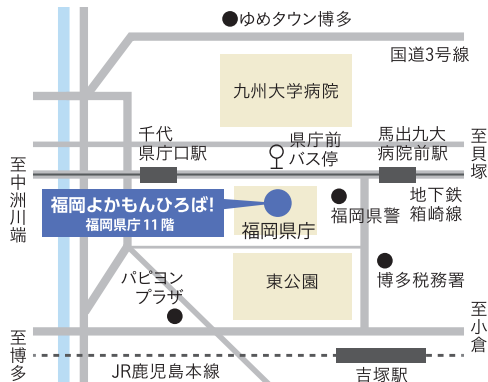 ゆめタウン博多
国道3号線
九州大学病院
千代
県庁口駅
県庁前
バス停
馬出九大
病院前駅
至貝塚
至中洲川端
地下鉄
箱崎線
福岡よかもんひろば!
福岡県庁11階
福岡県庁
福岡県警
パピヨン
プラザ
東公園
博多税務署
至小倉
至博多
JR鹿児島本線
吉塚駅